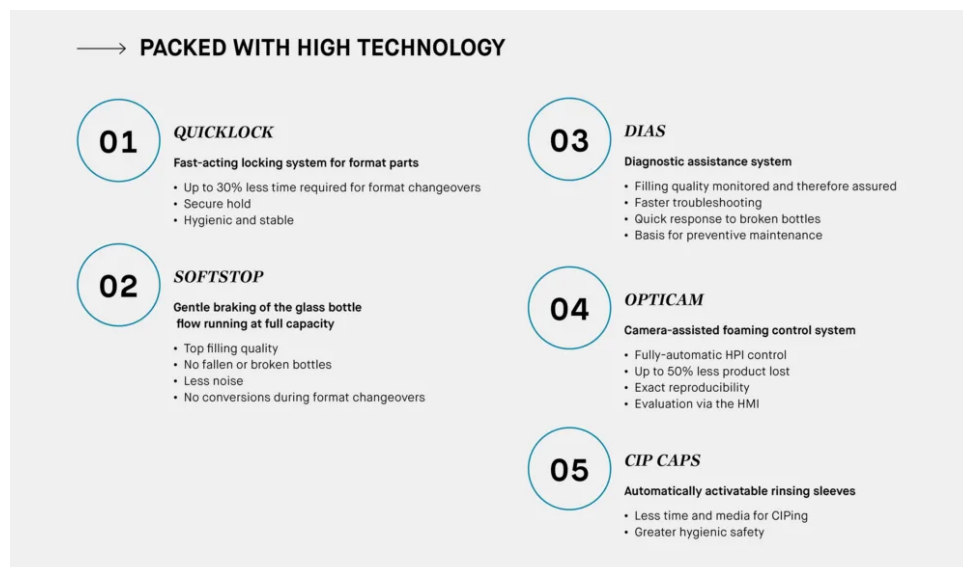 PACKED WITH HIGH TECHNOLOGY
01
QUICKLOCK
Fast-acting locking system for format parts
• Up to 30% less time required for format changeovers
• Secure hold
• Hygienic and stable
02
SOFTSTOP
Gentle braking of the glass bottle
flow running at full capacity
• Top filling quality
• No fallen or broken bottles
• Less noise
• No conversions during format changeovers
03
DIAS
Diagnostic assistance system
• Filling quality monitored and therefore assured
• Faster troubleshooting
• Quick response to broken bottles
• Basis for preventive maintenance
04
OPTICAM
Camera-assisted foaming control system
• Fully-automatic HPI control
• Up to 50% less product lost
• Exact reproducibility
• Evaluation via the HMI
05
CIP CAPS
Automatically activatable rinsing sleeves
• Less time and media for CIPing
• Greater hygienic safety